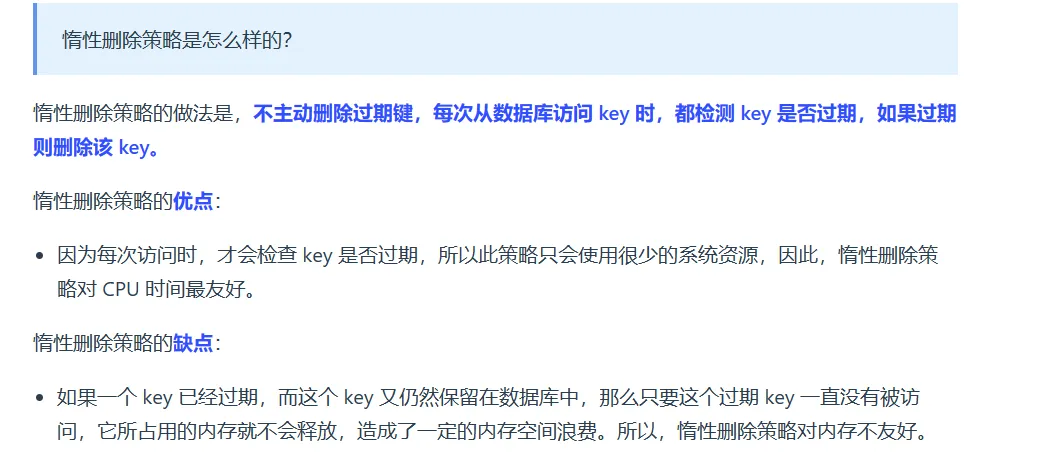 惰性删除策略是怎么样的？
惰性删除策略的做法是，不主动删除过期键，每次从数据库访问 key 时，都检测 key 是否过期，如果过期
则删除该 key。
惰性删除策略的优点：
• 因为每次访问时，才会检查 key 是否过期，所以此策略只会使用很少的系统资源，因此，惰性删除策
略对 CPU 时间最友好。
惰性删除策略的缺点：
• 如果一个 key 已经过期，而这个 key 又仍然保留在数据库中，那么只要这个过期 key 一直没有被访
问，它所占用的内存就不会释放，造成了一定的内存空间浪费。所以，惰性删除策略对内存不友好。